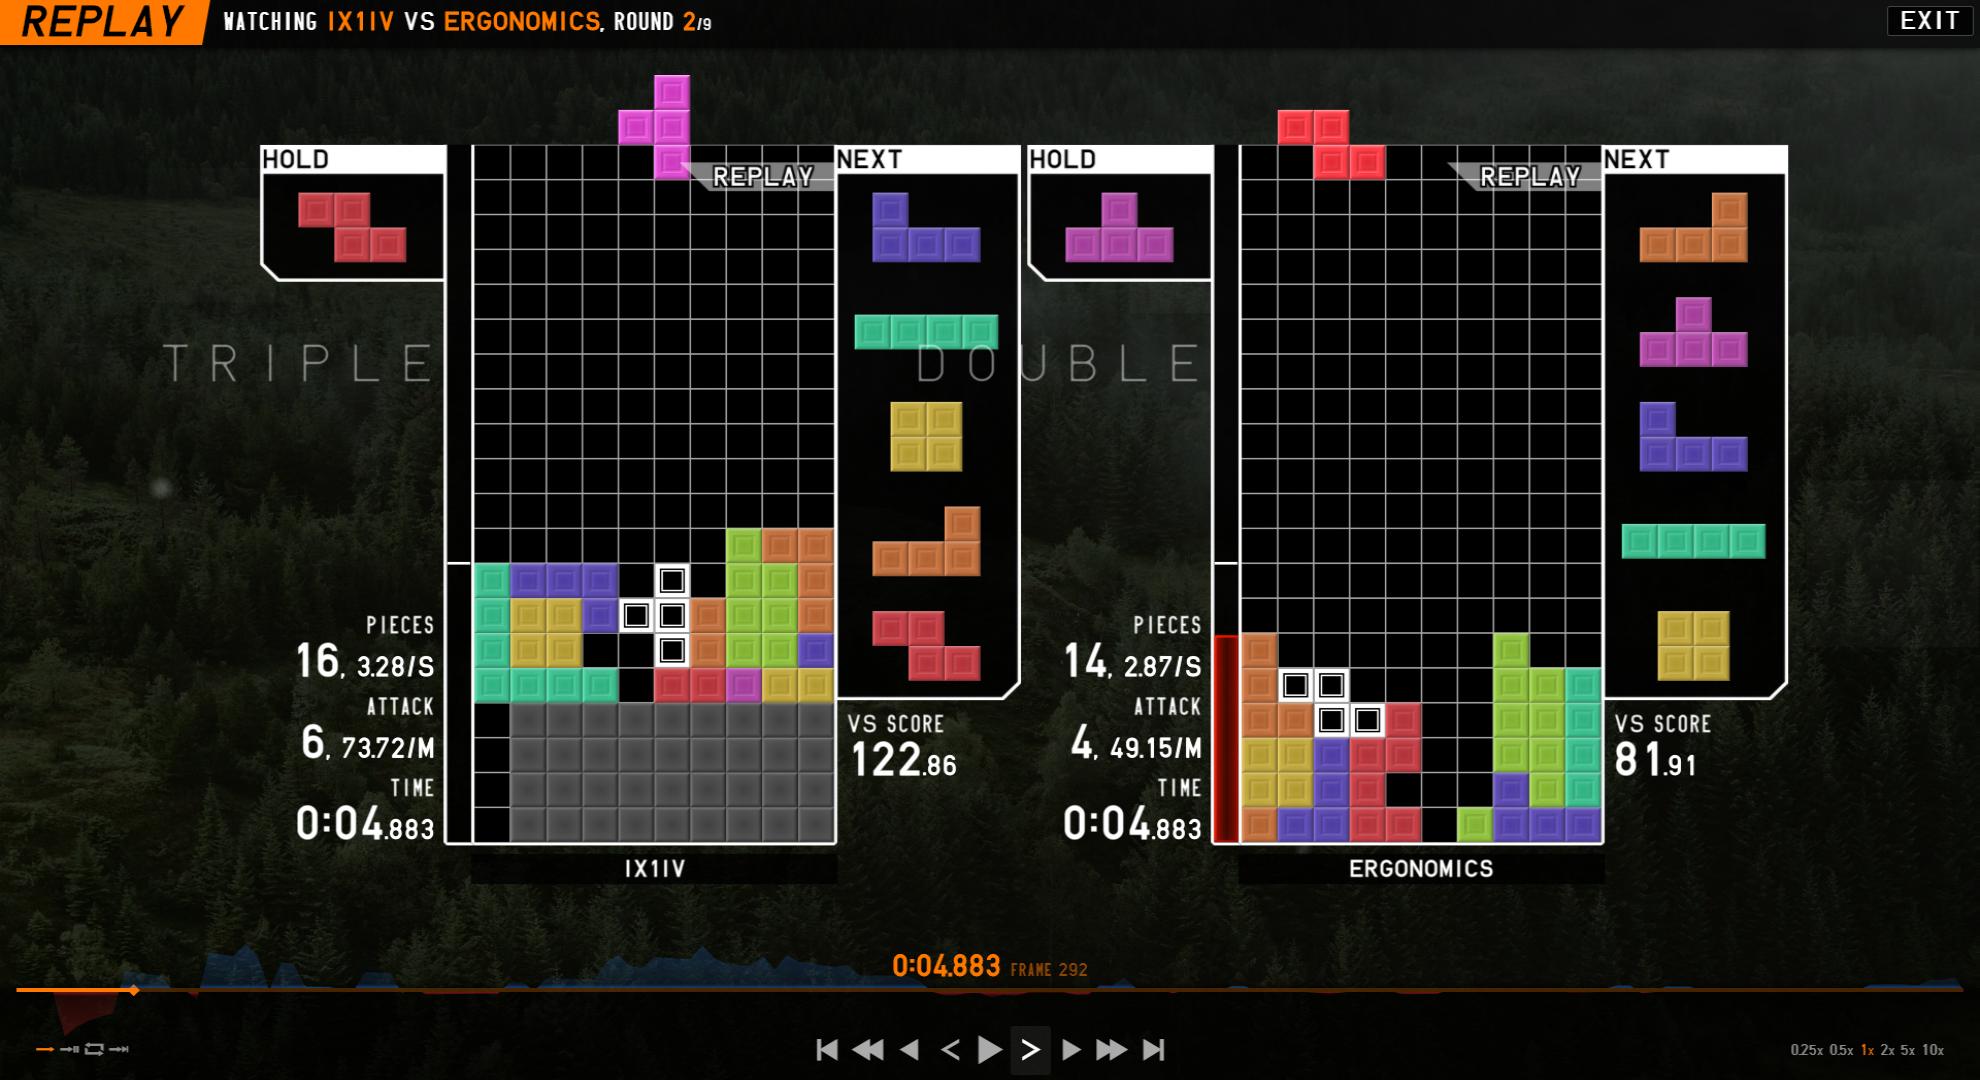 REPLAY
WATCHING IX1IV VS ERGONOMICS, ROUND 2/9
EXIT
HOLD
REPLAY
NEXT
TRIPLE
PIECES
16, 3.28/S
ATTACK
6, 73.72/M
TIME
0:04.883
VS SCORE
122.86
IX1IV
HOLD
REPLAY
NEXT
DOUBLE
PIECES
14, 2.87/S
ATTACK
4, 49.15/M
TIME
0:04.883
VS SCORE
81.91
ERGONOMICS
0:04.883 FRAME 292
0.25x 0.5x 1x 2x 5x 10x